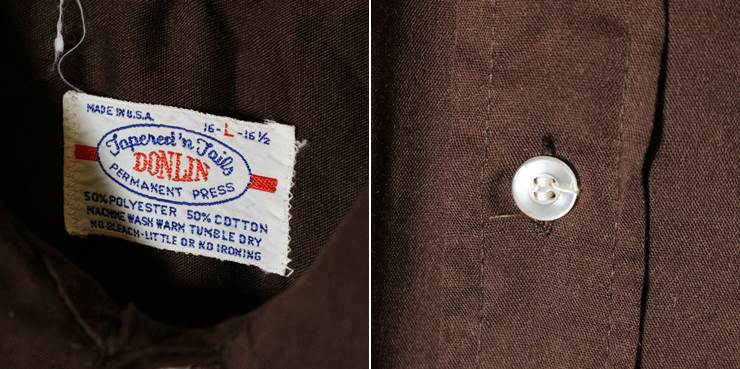 MADE IN U.S.A.
16-L-16½
Tapered'n Tails
DONLIN
PERMANENT PRESS
50% POLYESTER 50% COTTON
MACHINE WASH WARM TUMBLE DRY
NO BLEACH-LITTLE OR NO IRONING